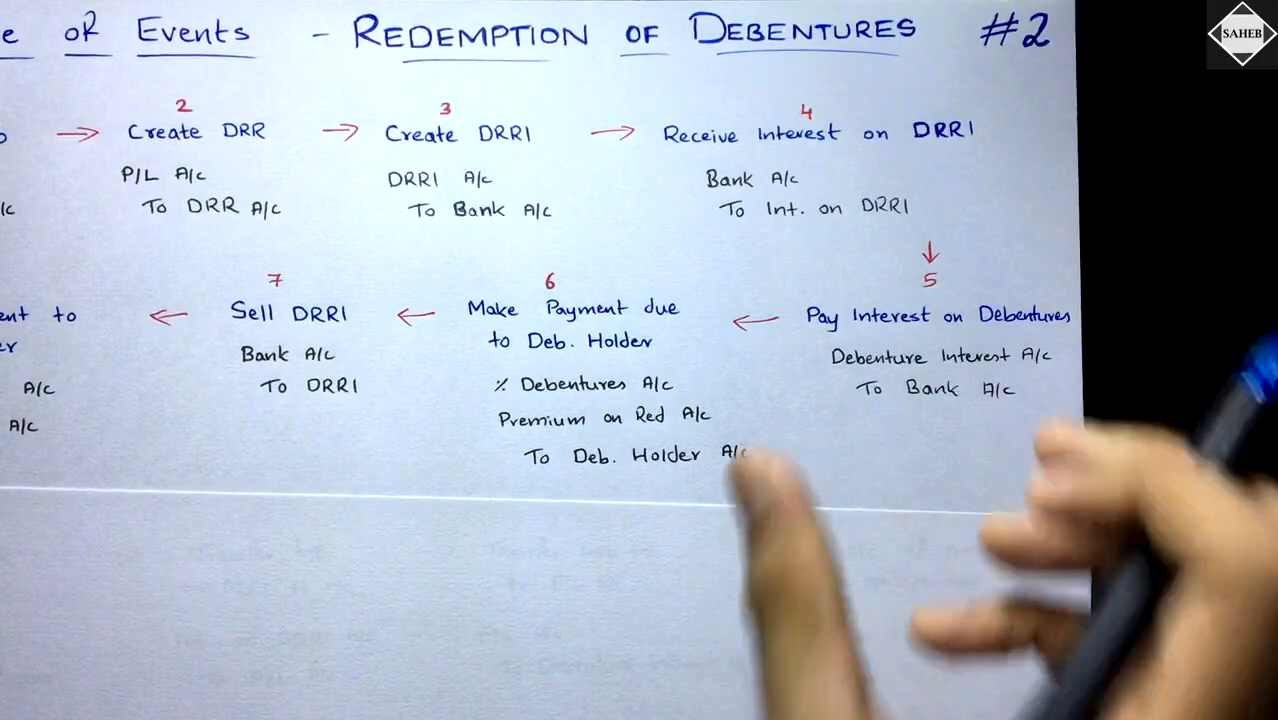 e OR Events - REDEMPTION OF DEBENTURES #2
SAHEB
2
Create DRR
P/L A/c
To DRR A/c
3
Create DRRI
DRRI A/c
To Bank A/c
4
Receive Interest on DRRI
Bank A/c
To Int. on DRRI
5
Pay Interest on Debentures
Debenture Interest A/c
To Bank A/c
6
Make Payment due
to Deb. Holder
% Debentures A/c
Premium on Red A/c
To Deb. Holder A/c
7
Sell DRRI
Bank A/c
To DRRI
ent to
er
A/c
A/c